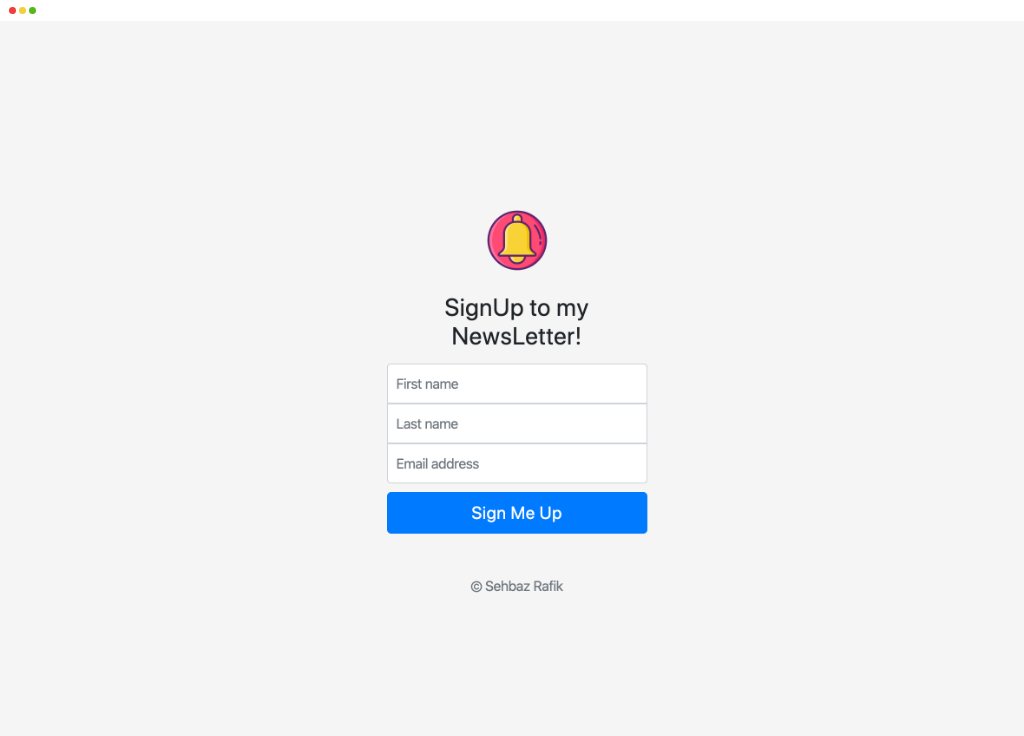 SignUp to my
NewsLetter!
First name
Last name
Email address
Sign Me Up
© Sehbaz Rafik